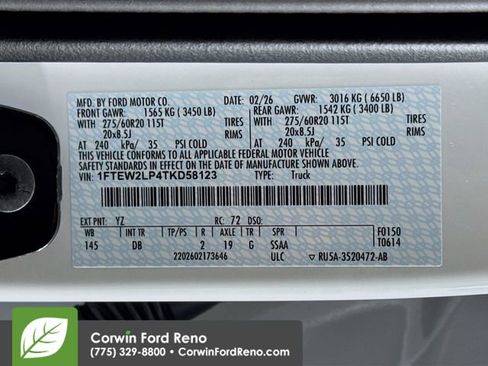 MFD. BY FORD MOTOR CO. 02/26 GVWR: 3016 KG ( 6650 LB)
FRONT GAWR: 1565 KG ( 3450 LB) REAR GAWR: 1542 KG ( 3400 LB)
WITH 275/60R20 115T TIRES WITH 275/60R20 115T TIRES
20x8.5J RIMS 20x8.5J RIMS
AT 240 kPa/ 35 PSI COLD AT 240 kPa/ 35 PSI COLD
THIS VEHICLE CONFORMS TO ALL APPLICABLE FEDERAL MOTOR VEHICLE
SAFETY STANDARDS IN EFFECT ON THE DATE OF MANUFACTURE SHOWN ABOVE.
VIN: 1FTEW2LP4TKD58123 TYPE: Truck
EXT PNT: YZ RC: 72 DSO:
WB INT TR TP/PS R AXLE TR SPR F0150
145 DB 2 19 G SSAA T0614
2202602173646 ULC RU5A-3520472-AB
Corwin Ford Reno
(775) 329-8800 • CorwinFordReno.com